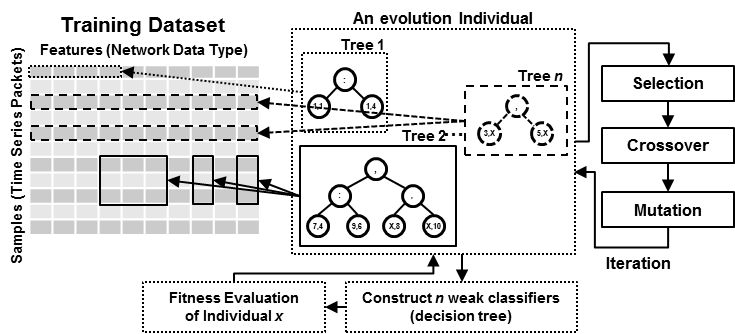 Training Dataset
Features (Network Data Type)
Samples (Time Series Packets)
An evolution Individual
Tree 1
:
1,1
1,4
Tree n
,
3,X
5,X
Tree 2
,
:
7,4
9,6
X,8
X,10
Selection
Crossover
Mutation
Iteration
Fitness Evaluation
of Individual x
Construct n weak classifiers
(decision tree)